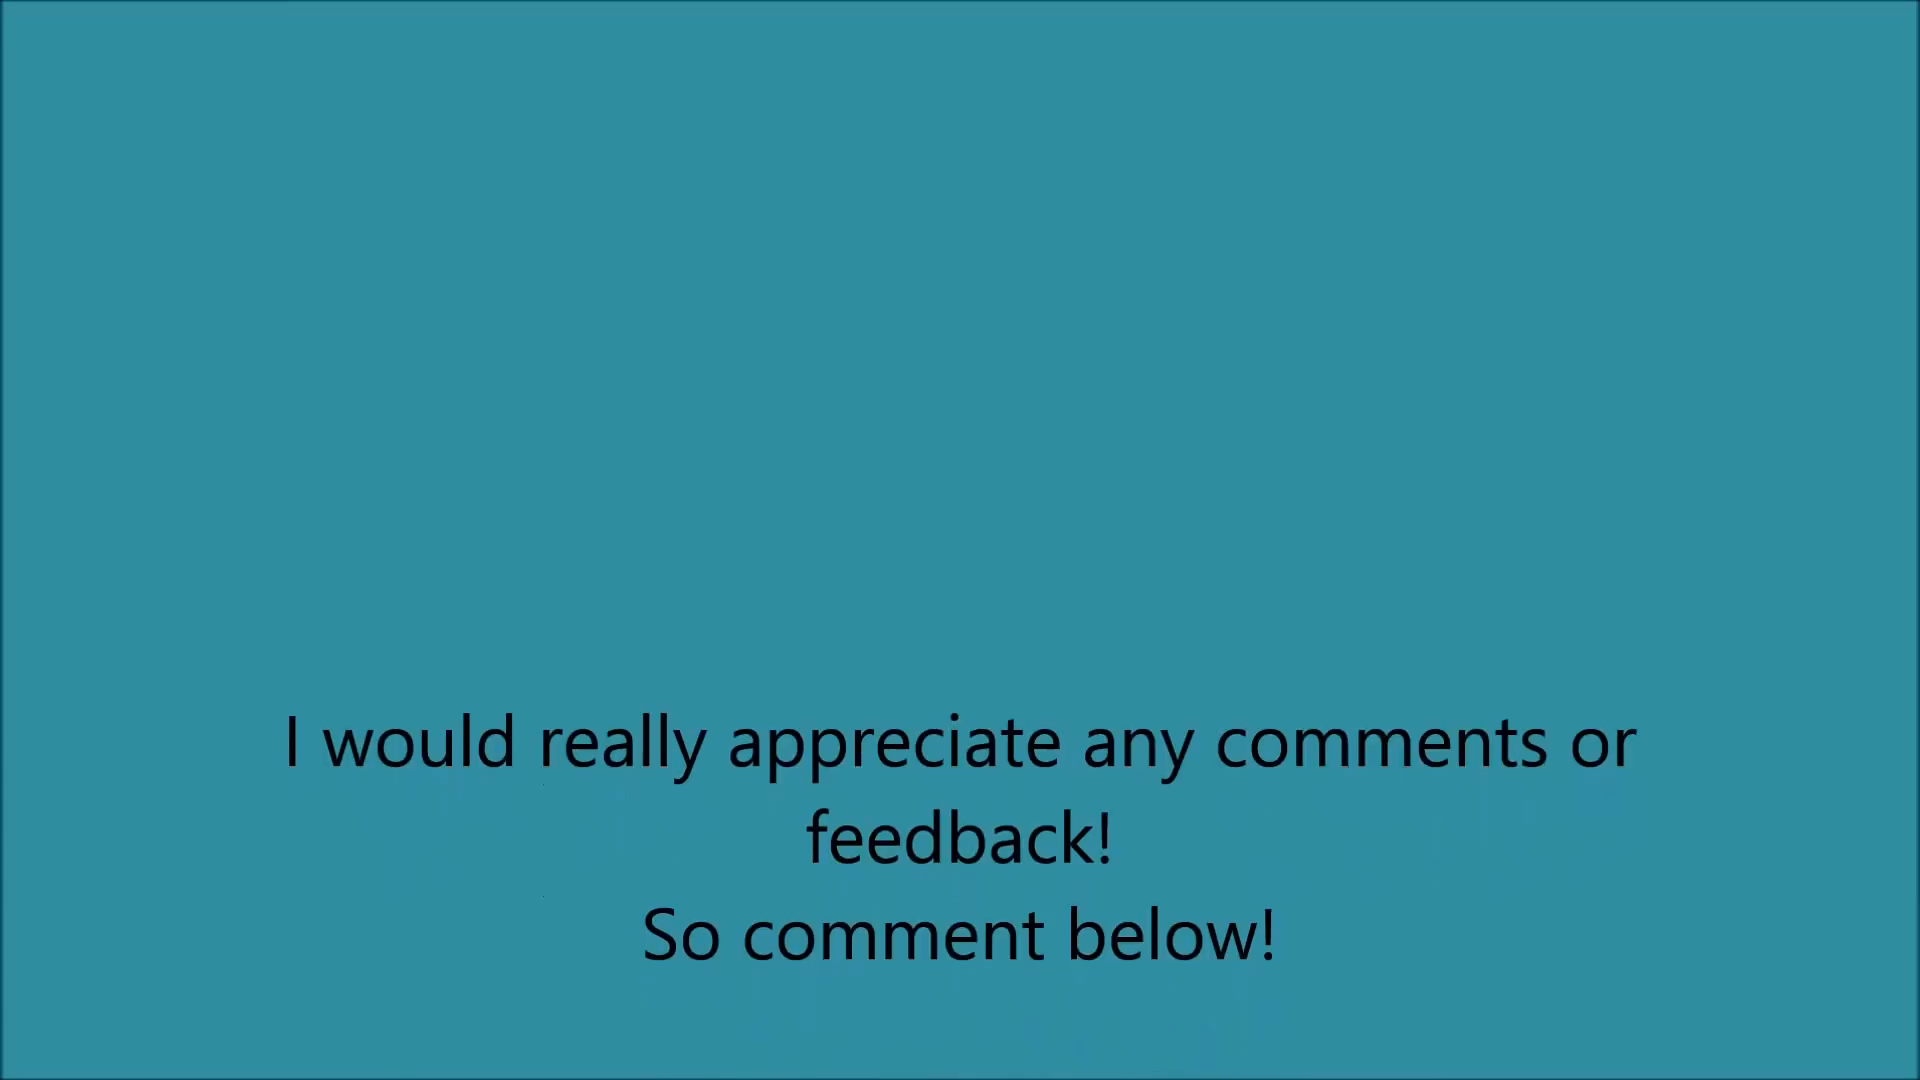 I would really appreciate any comments or
feedback!
So comment below!